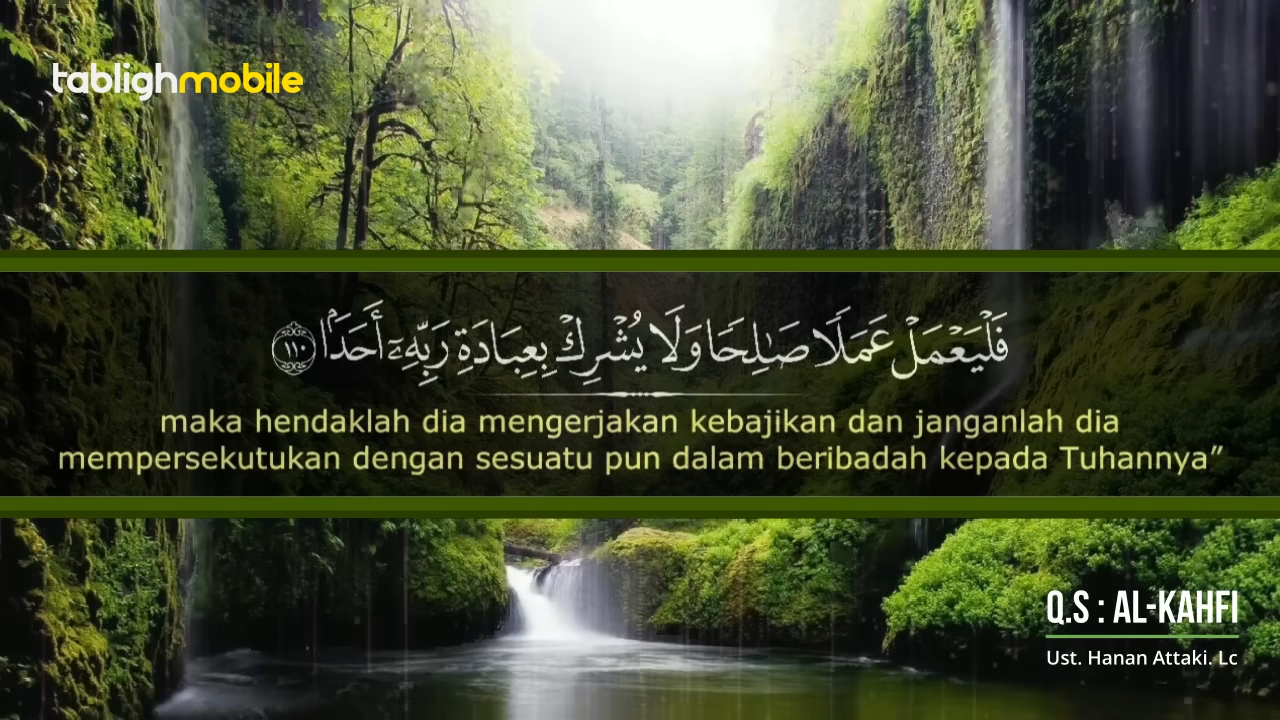 tablighmobile
فَلْيَعْمَلْ عَمَلًا صَٰلِحًا وَلَا يُشْرِكْ بِعِبَادَةِ رَبِّهِۦٓ أَحَدًۢا ١١٠
maka hendaklah dia mengerjakan kebajikan dan janganlah dia
mempersekutukan dengan sesuatu pun dalam beribadah kepada Tuhannya”
Q.S : AL-KAHFI
Ust. Hanan Attaki. Lc